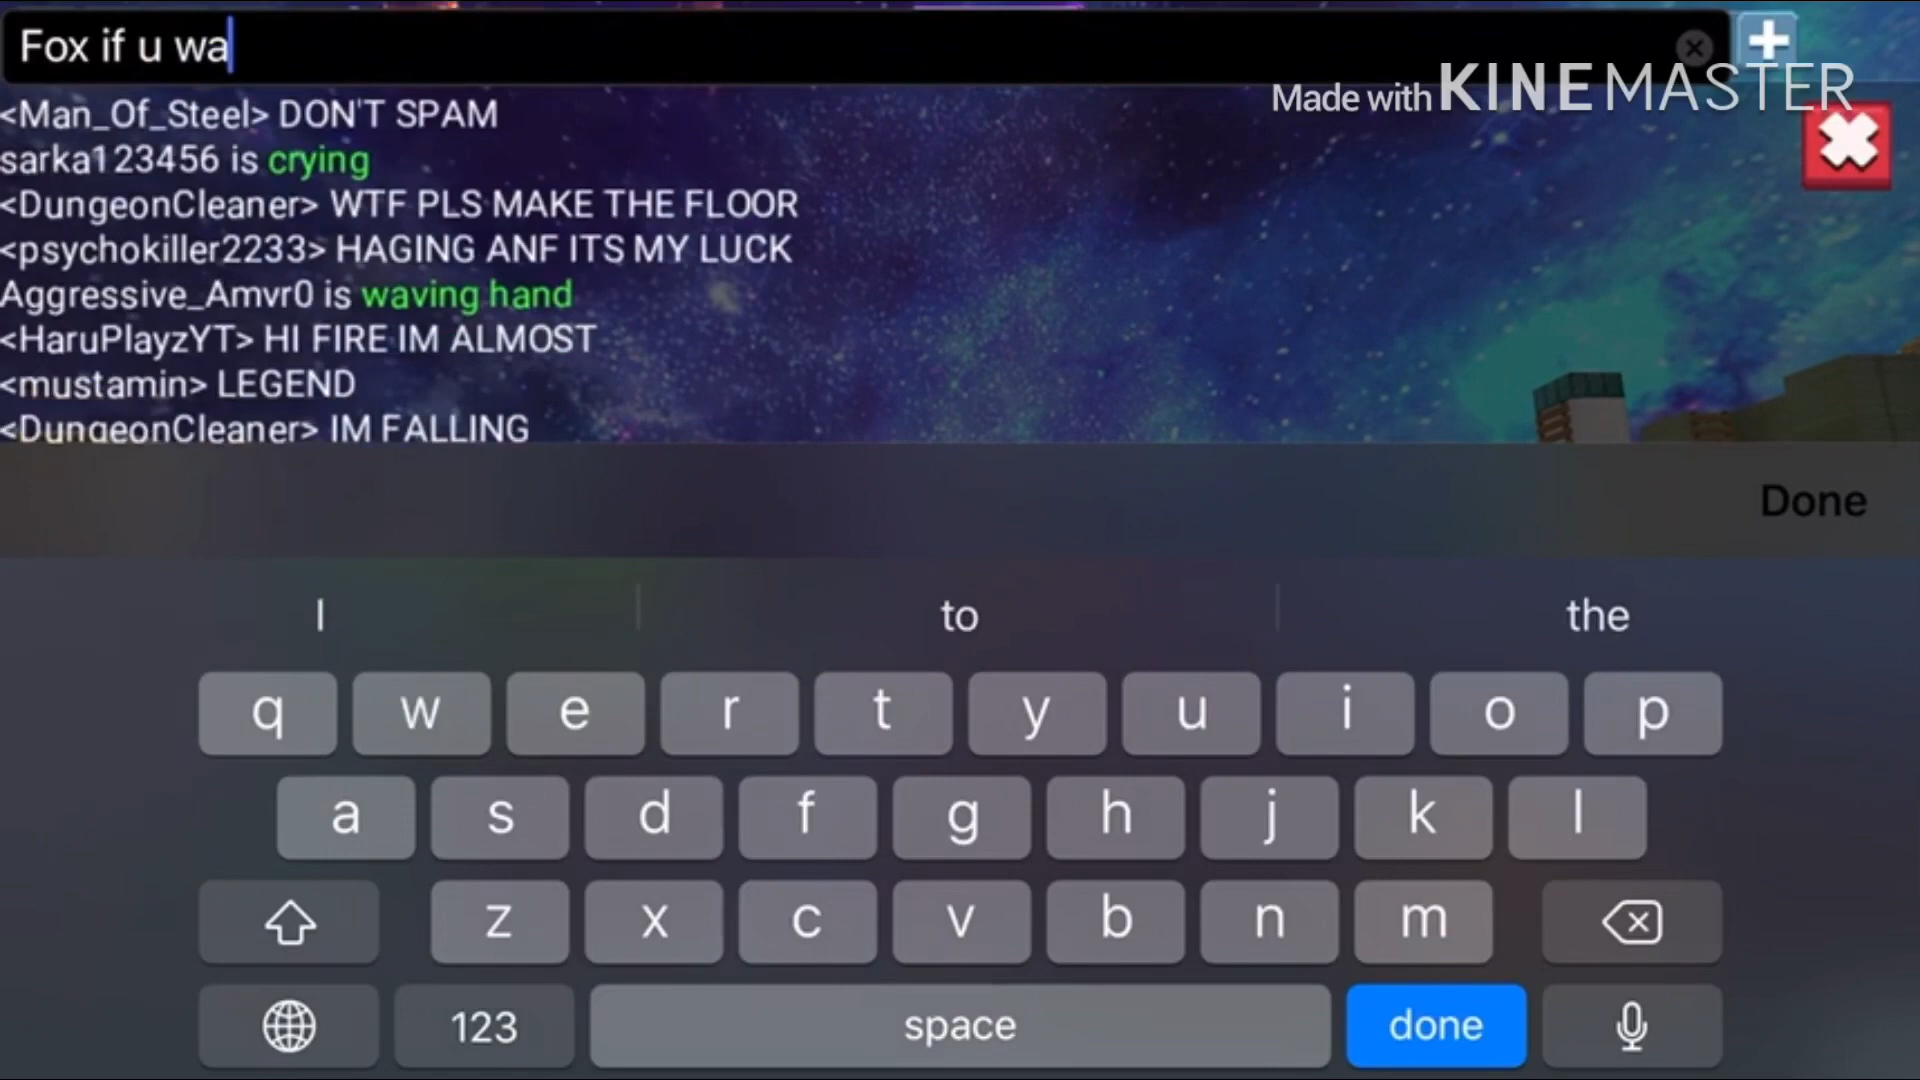 Fox if u wa
Made with KINEMASTER
<Man_Of_Steel> DON'T SPAM
sarka123456 is crying
<DungeonCleaner> WTF PLS MAKE THE FLOOR
<psychokiller2233> HAGING ANF ITS MY LUCK
Aggressive_Amvr0 is waving hand
<HaruPlayzYT> HI FIRE IM ALMOST
<mustamin> LEGEND
<DungeonCleaner> IM FALLING
Done
I to the
q w e r t y u i o p
a s d f g h j k l
z x c v b n m
123 space done